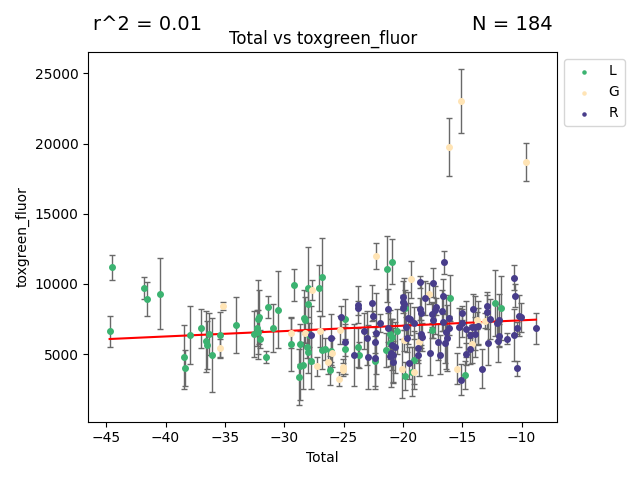 r^2 = 0.01
N = 184
Total vs toxgreen_fluor
25000
20000
15000
10000
5000
toxgreen_fluor
−45
−40
−35
−30
−25
−20
−15
−10
Total
L
G
R